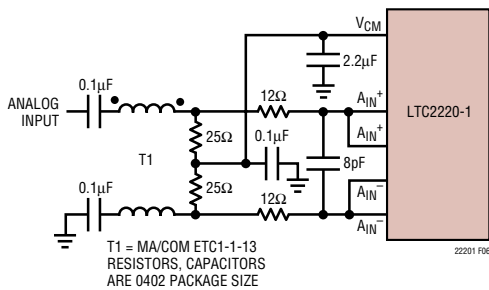 V_CM
2.2µF
0.1µF
12Ω
A_IN+
ANALOG
INPUT
LTC2220-1
A_IN+
25Ω
0.1µF
T1
8pF
0.1µF
25Ω
12Ω
A_IN–
A_IN–
22201 F06
T1 = MA/COM ETC1-1-13
RESISTORS, CAPACITORS
ARE 0402 PACKAGE SIZE